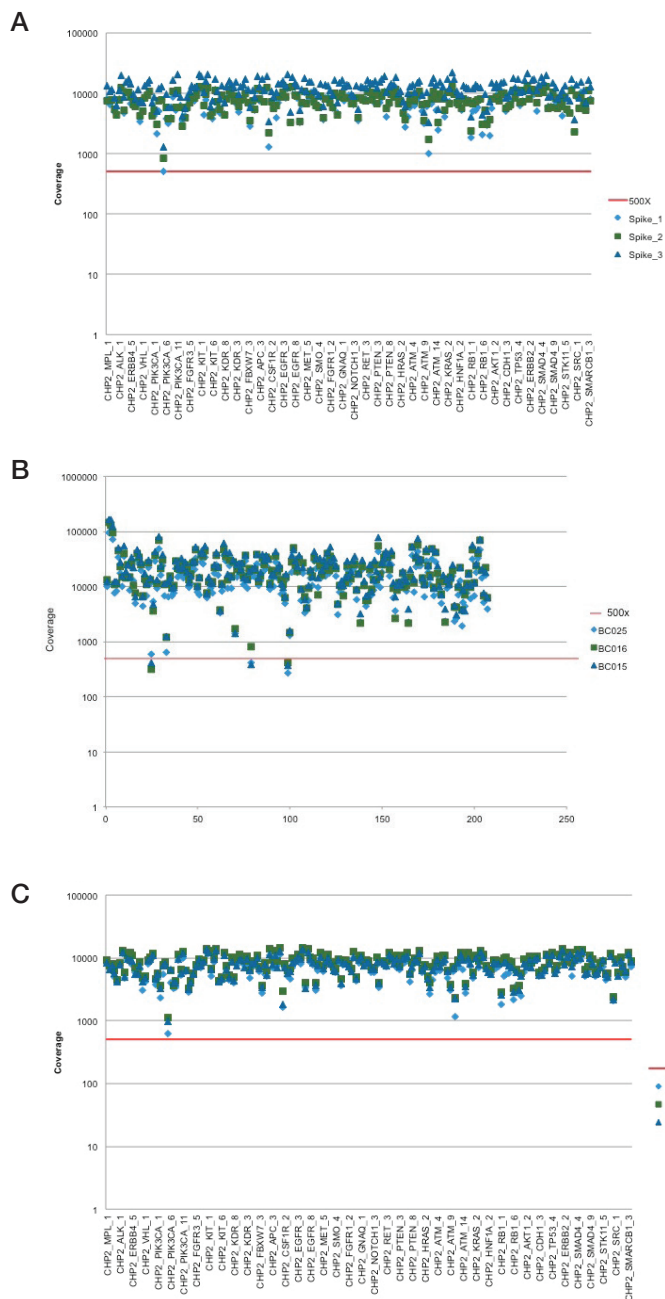 A
100000
10000
1000
100
10
1
Coverage
500X
Spike_1
Spike_2
Spike_3
CHP2_MPL_1
CHP2_ALK_1
CHP2_ERBB4_5
CHP2_VHL_1
CHP2_PIK3CA_1
CHP2_PIK3CA_6
CHP2_PIK3CA_11
CHP2_FGFR3_5
CHP2_KIT_1
CHP2_KIT_6
CHP2_KDR_8
CHP2_KDR_3
CHP2_FBXW7_3
CHP2_APC_3
CHP2_CSF1R_2
CHP2_EGFR_3
CHP2_EGFR_8
CHP2_MET_5
CHP2_SMO_4
CHP2_FGFR1_2
CHP2_GNAQ_1
CHP2_NOTCH1_3
CHP2_RET_3
CHP2_PTEN_3
CHP2_PTEN_8
CHP2_HRAS_2
CHP2_ATM_4
CHP2_ATM_9
CHP2_ATM_14
CHP2_KRAS_2
CHP2_HNF1A_2
CHP2_RB1_1
CHP2_RB1_6
CHP2_AKT1_2
CHP2_CDH1_3
CHP2_TP53_4
CHP2_ERBB2_2
CHP2_SMAD4_4
CHP2_SMAD4_9
CHP2_STK11_5
CHP2_SRC_1
CHP2_SMARCB1_3
B
1000000
100000
10000
1000
100
10
1
Coverage
500x
BC025
BC016
BC015
0 50 100 150 200 250
C
100000
10000
1000
100
10
1
Coverage
CHP2_MPL_1
CHP2_ALK_1
CHP2_ERBB4_5
CHP2_VHL_1
CHP2_PIK3CA_1
CHP2_PIK3CA_6
CHP2_PIK3CA_11
CHP2_FGFR3_5
CHP2_KIT_1
CHP2_KIT_6
CHP2_KDR_8
CHP2_KDR_3
CHP2_FBXW7_3
CHP2_APC_3
CHP2_CSF1R_2
CHP2_EGFR_3
CHP2_EGFR_8
CHP2_MET_5
CHP2_SMO_4
CHP2_FGFR1_2
CHP2_GNAQ_1
CHP2_NOTCH1_3
CHP2_RET_3
CHP2_PTEN_3
CHP2_PTEN_8
CHP2_HRAS_2
CHP2_ATM_4
CHP2_ATM_9
CHP2_ATM_14
CHP2_KRAS_2
CHP2_HNF1A_2
CHP2_RB1_1
CHP2_RB1_6
CHP2_AKT1_2
CHP2_CDH1_3
CHP2_TP53_4
CHP2_ERBB2_2
CHP2_SMAD4_4
CHP2_SMAD4_9
CHP2_STK11_5
CHP2_SRC_1
CHP2_SMARCB1_3